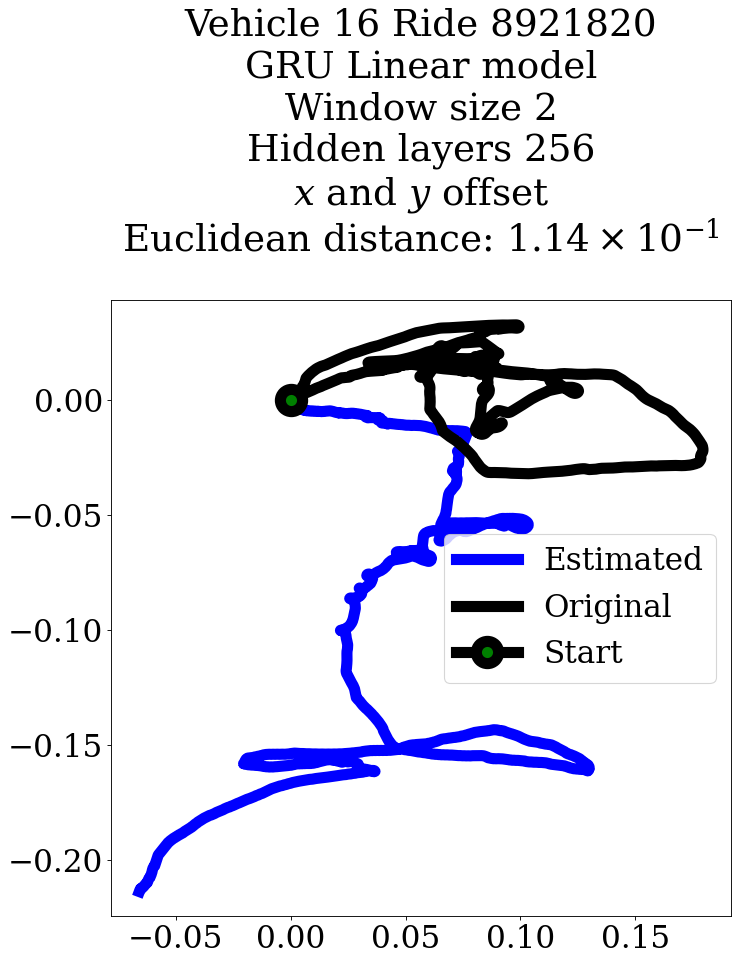 Vehicle 16 Ride 8921820
GRU Linear model
Window size 2
Hidden layers 256
x and y offset
Euclidean distance: 1.14 × 10⁻¹
0.00
−0.05
−0.10
−0.15
−0.20
Estimated
Original
Start
−0.05 0.00 0.05 0.10 0.15